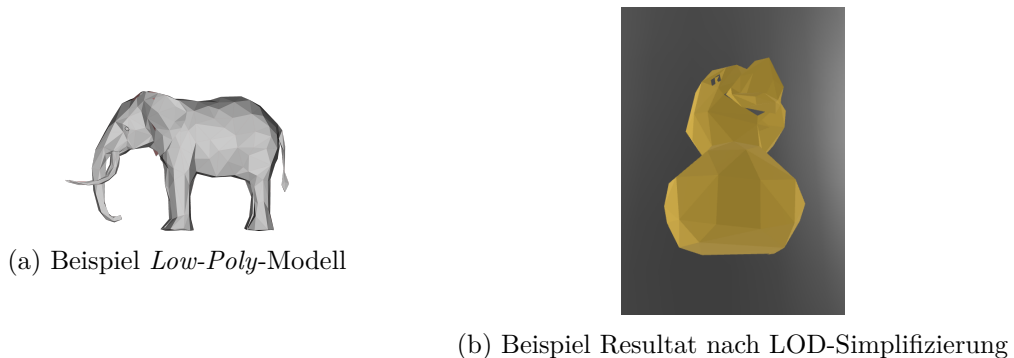 (a) Beispiel Low-Poly-Modell
(b) Beispiel Resultat nach LOD-Simplifizierung